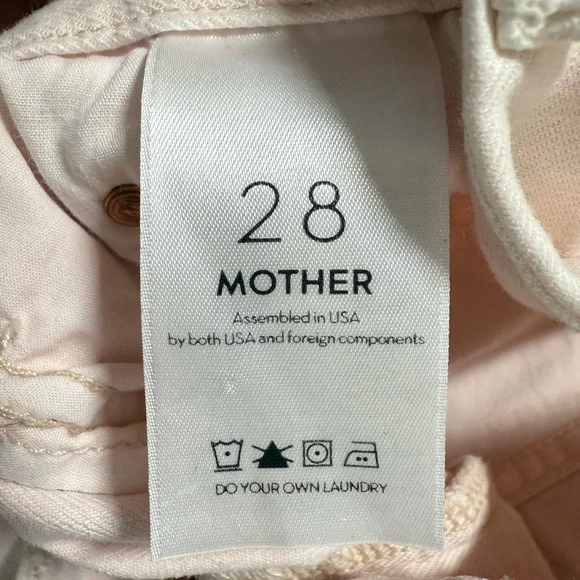 28
MOTHER
Assembled in USA
by both USA and foreign components
DO YOUR OWN LAUNDRY